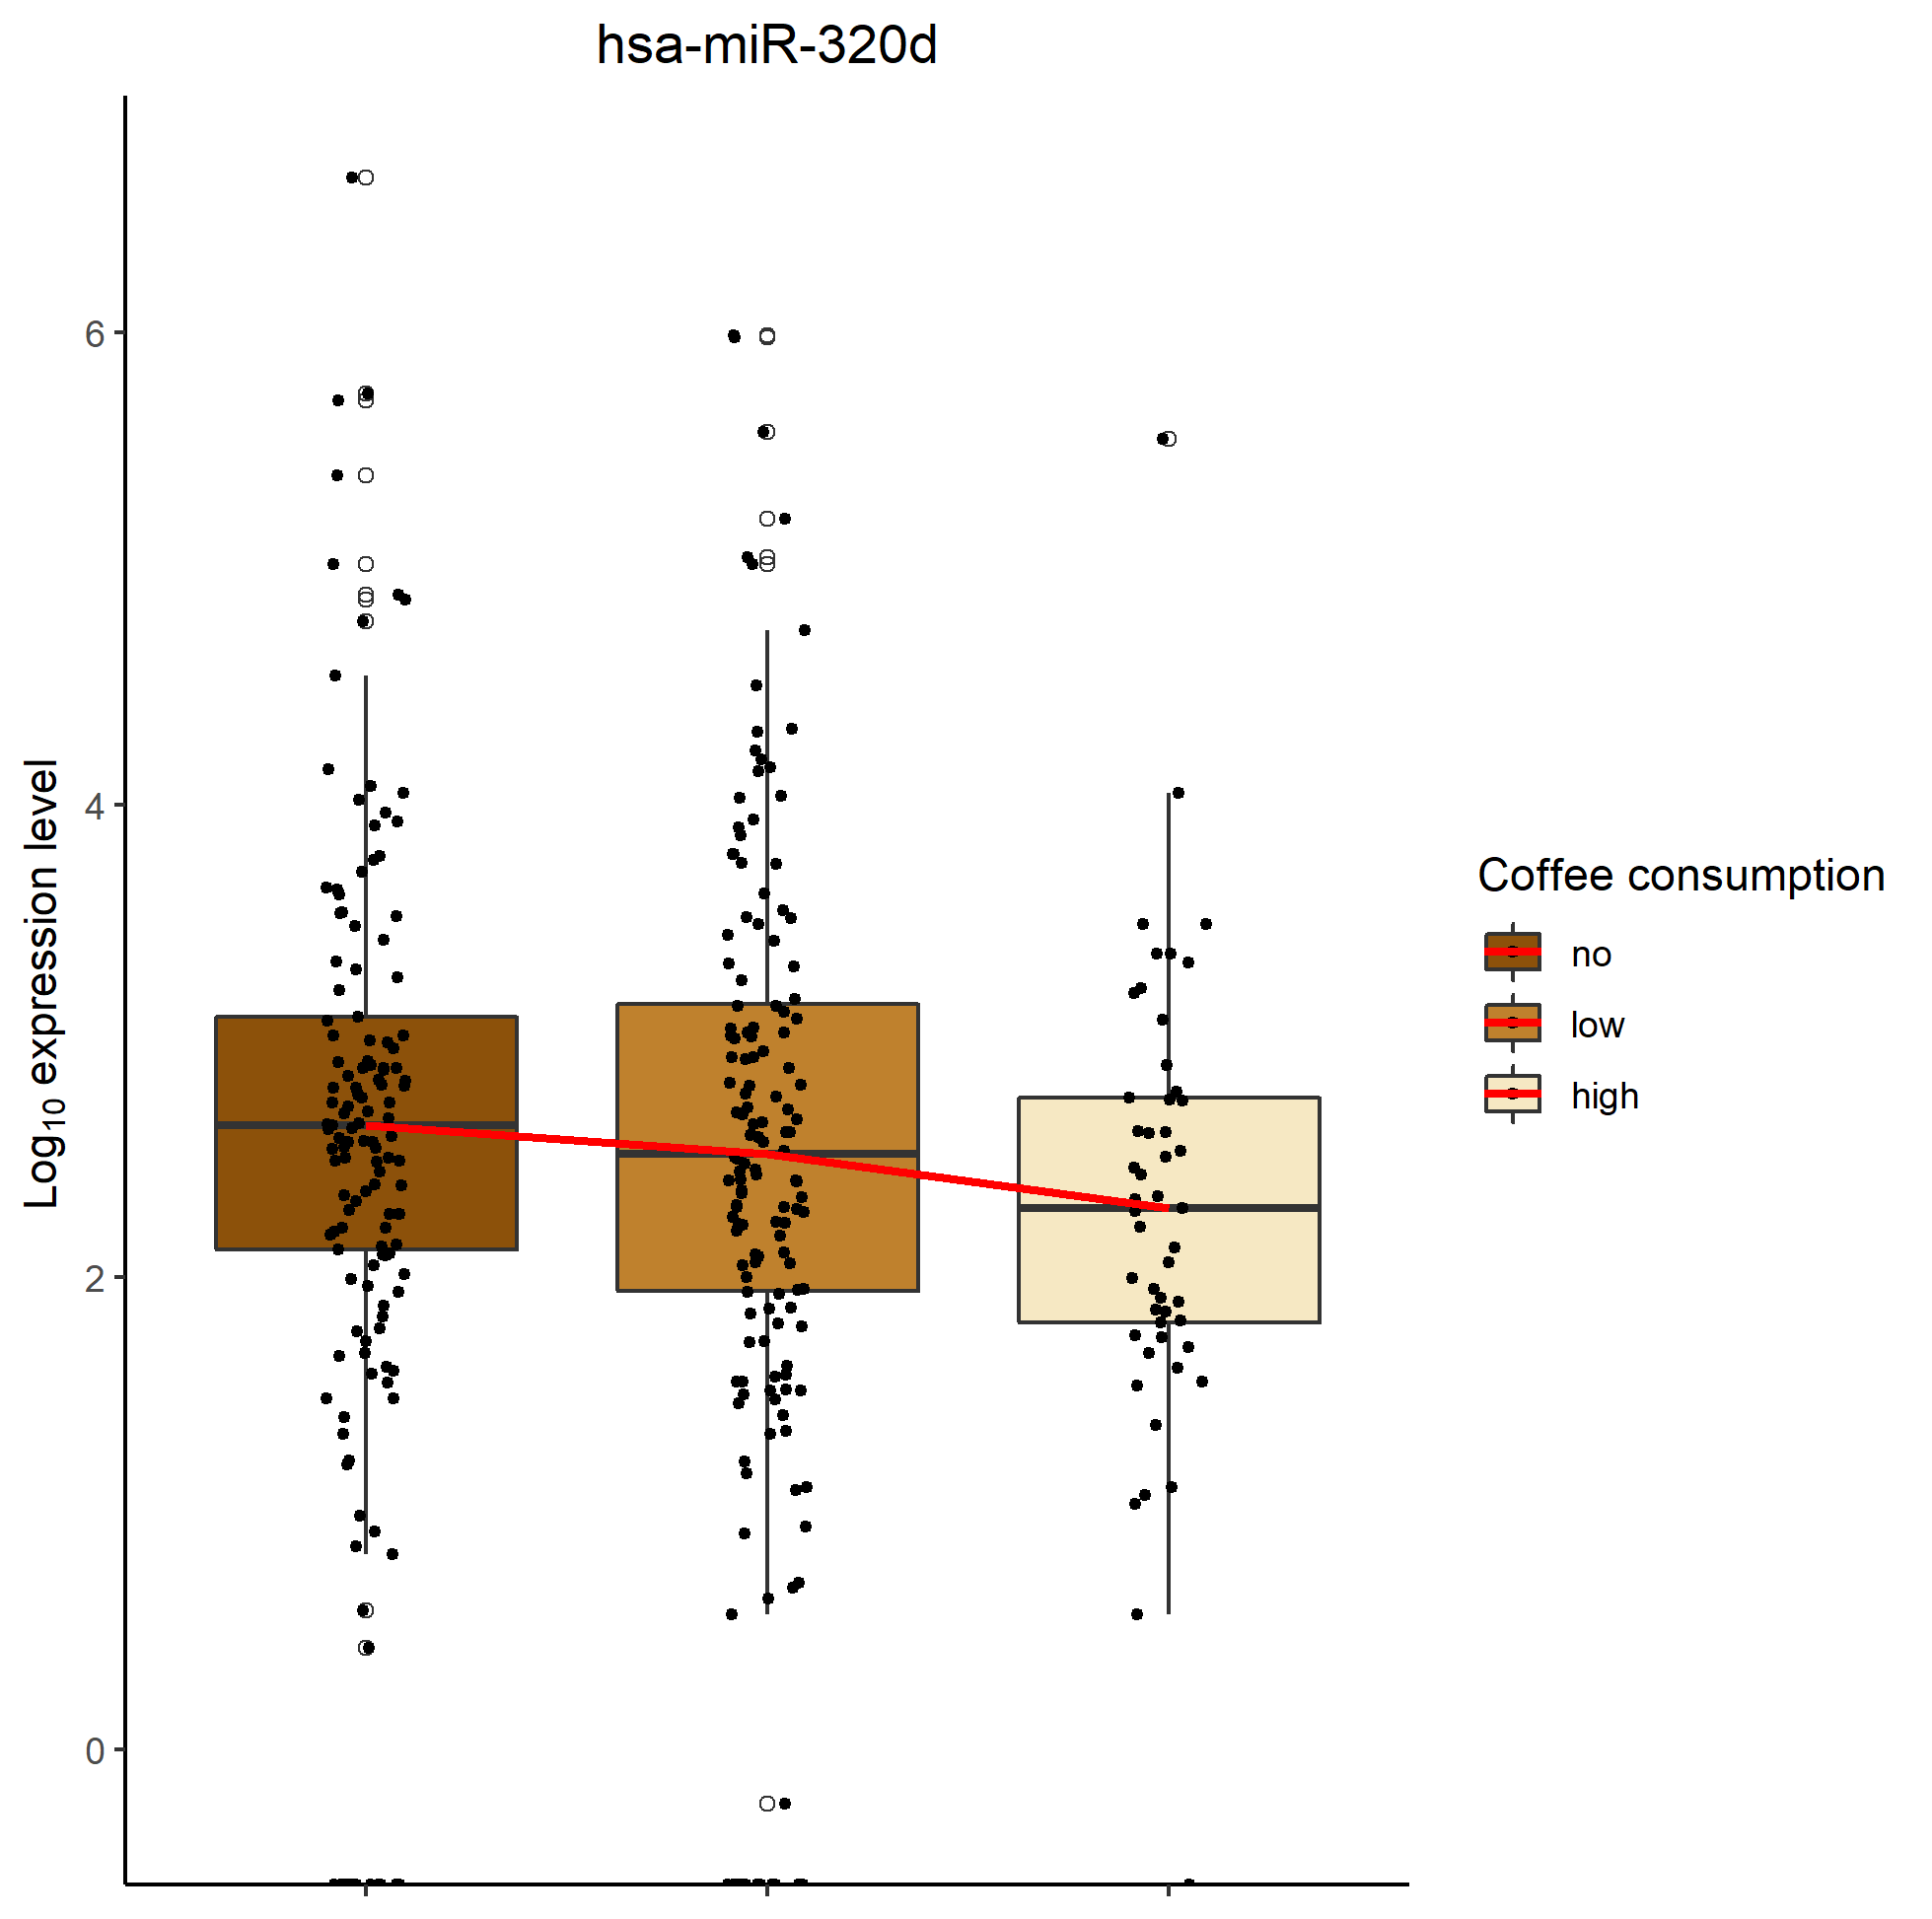 hsa-miR-320d
Log₁₀ expression level
6
4
2
0
Coffee consumption
no
low
high